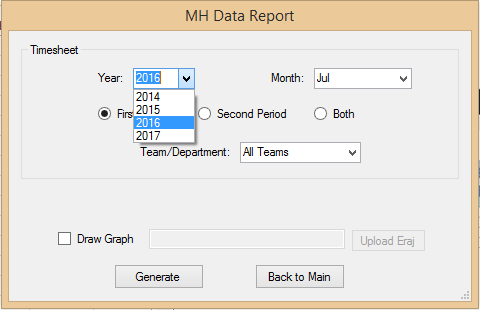 MH Data Report
Timesheet
Year: 2016 Month: Jul
2014
2015
2016
2017
Firs Second Period Both
Team/Department: All Teams
Draw Graph Upload Eraj
Generate Back to Main